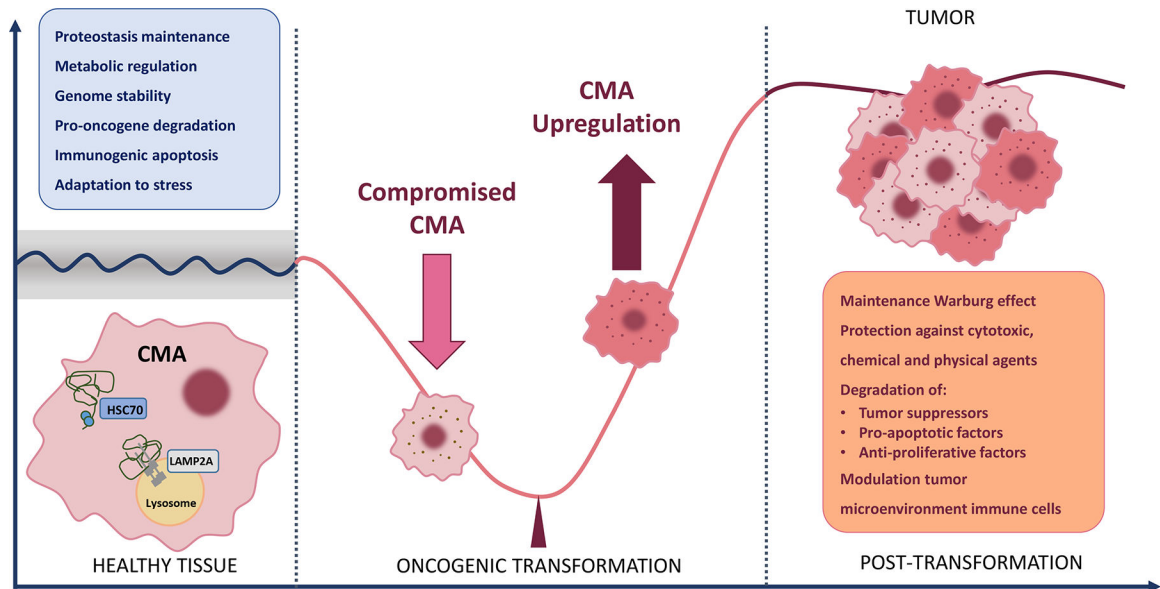 Proteostasis maintenance
Metabolic regulation
Genome stability
Pro-oncogene degradation
Immunogenic apoptosis
Adaptation to stress
CMA
HSC70
LAMP2A
Lysosome
HEALTHY TISSUE
Compromised
CMA
CMA
Upregulation
ONCOGENIC TRANSFORMATION
TUMOR
Maintenance Warburg effect
Protection against cytotoxic,
chemical and physical agents
Degradation of:
• Tumor suppressors
• Pro-apoptotic factors
• Anti-proliferative factors
Modulation tumor
microenvironment immune cells
POST-TRANSFORMATION